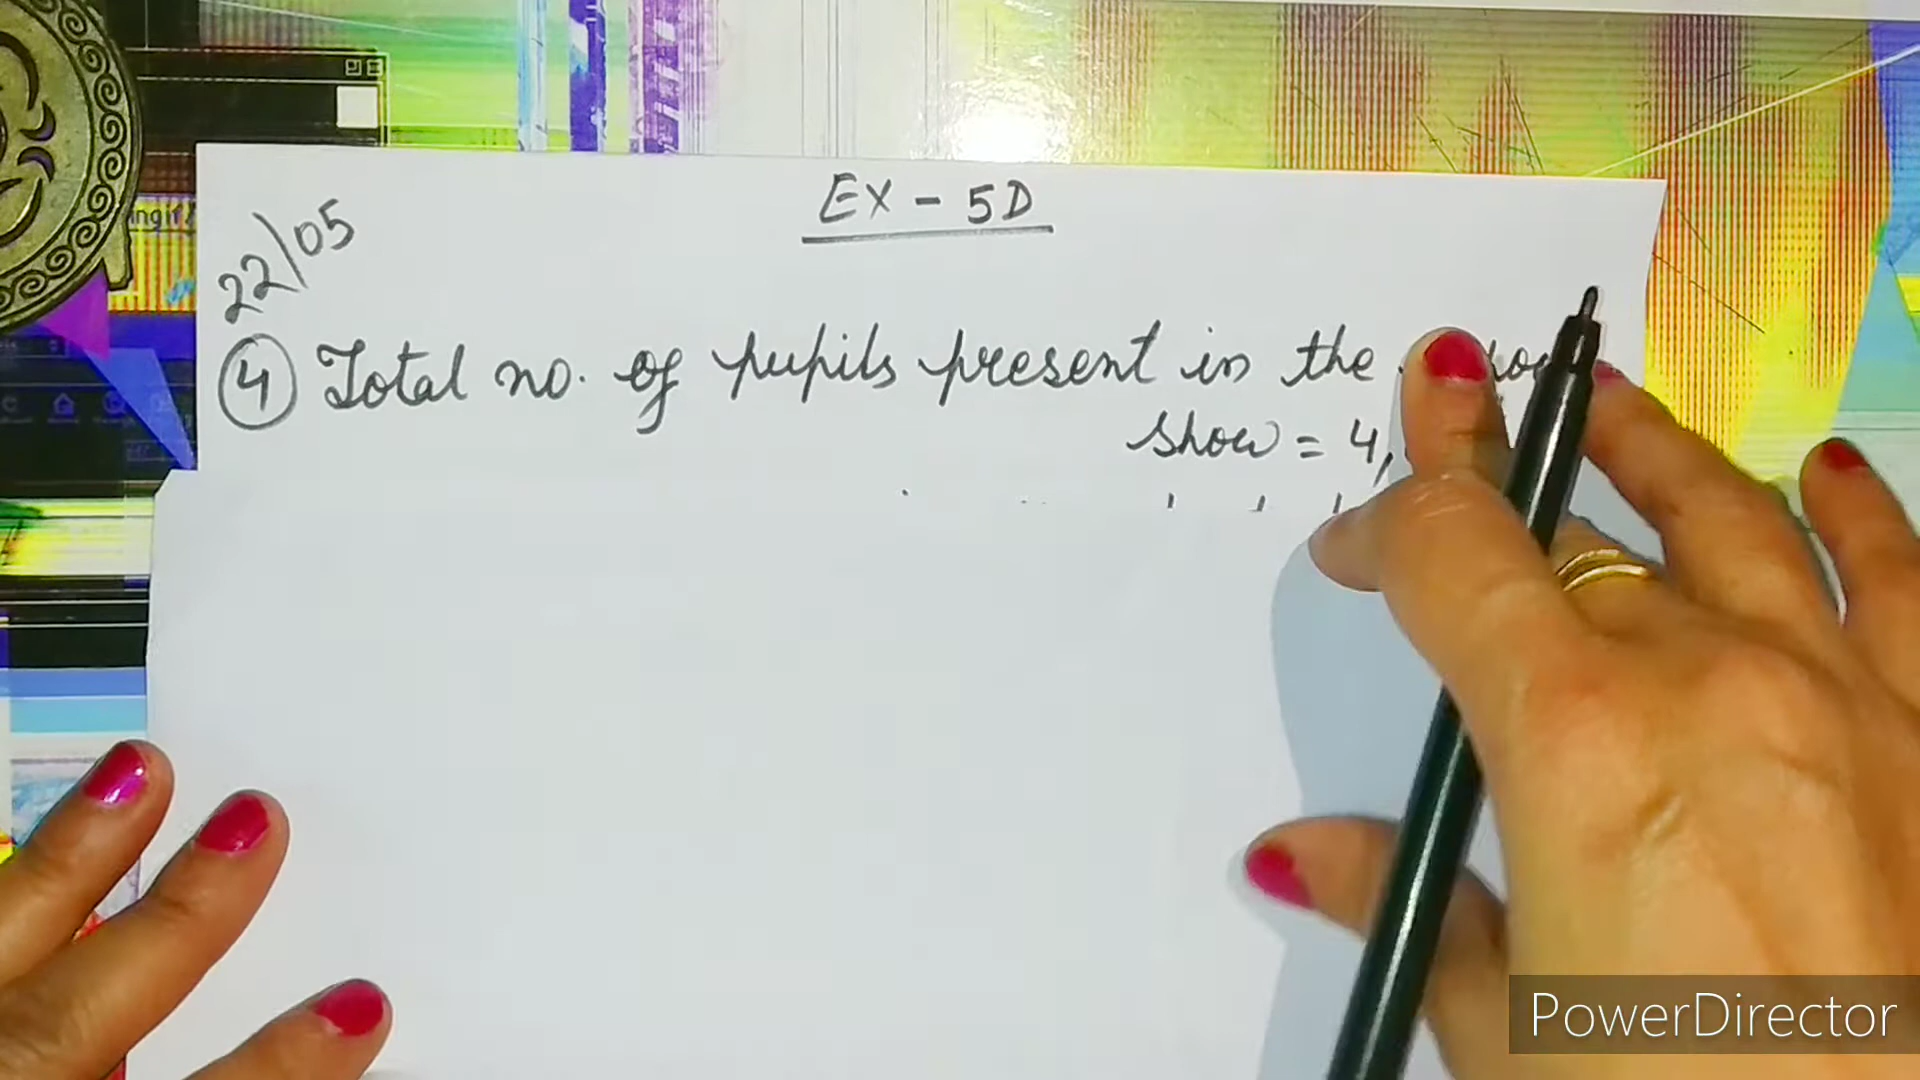 EX - 5D
22/05
4 Total no. of pupils present in the
show = 4,
PowerDirector